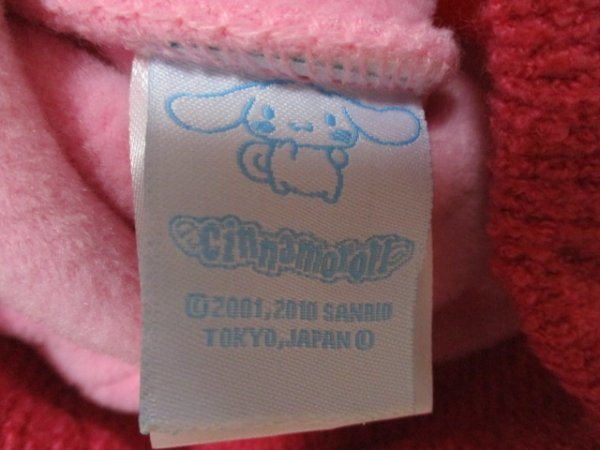 cinnamoroll
©2001,2010 SANRIO
TOKYO,JAPAN Ⓛ